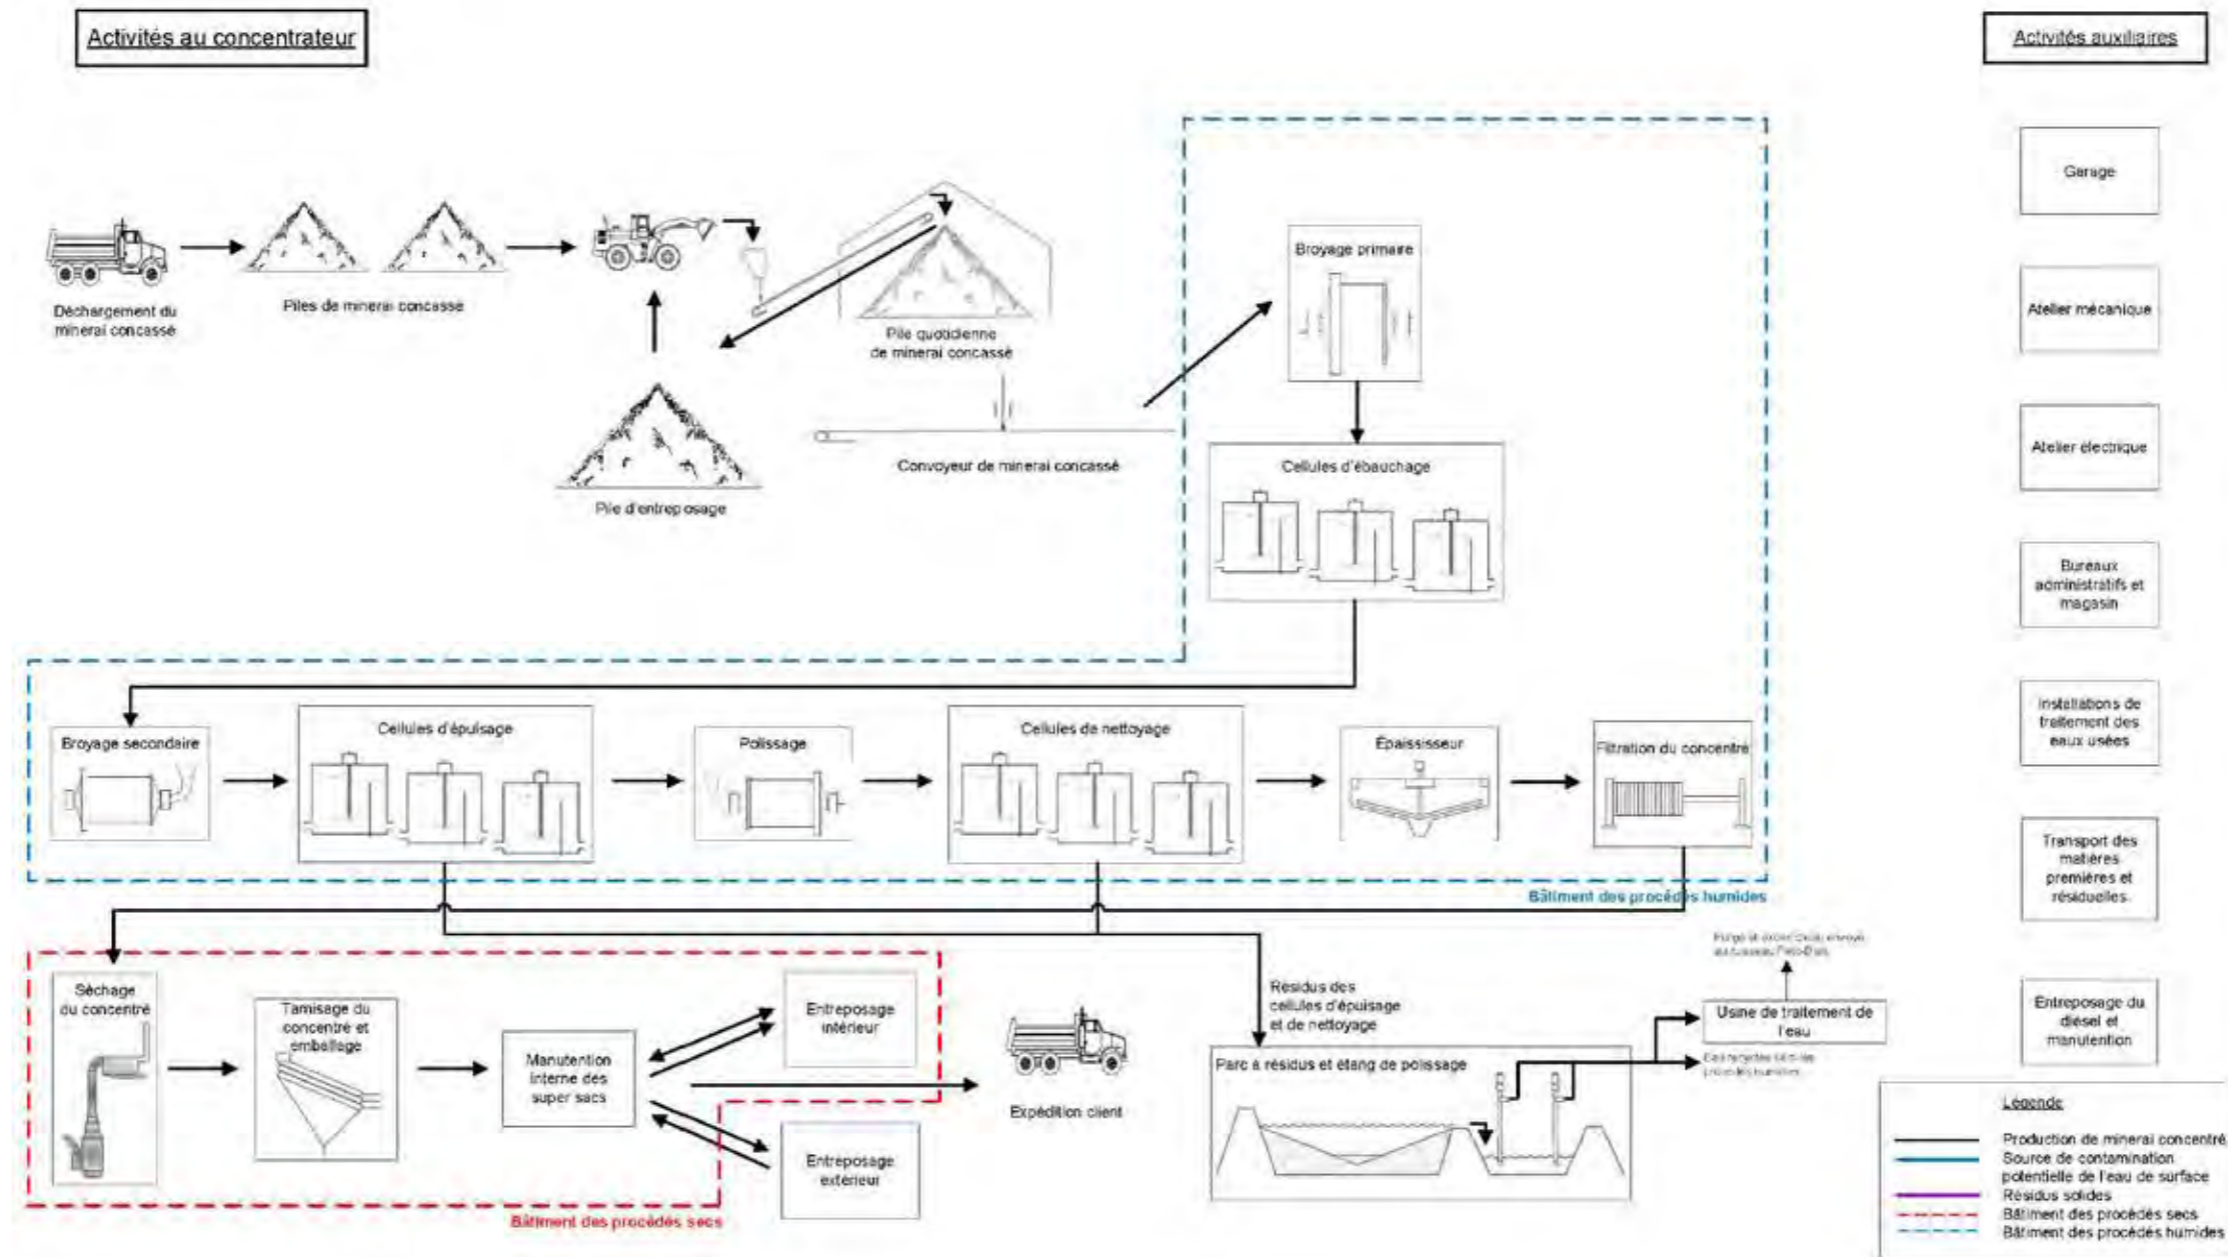 Activités au concentrateur
Activités auxiliaires
Déchargement du
minerai concassé
Piles de minerai concassé
Pile quotidienne
de minerai concassé
Pile d'entreposage
Convoyeur de minerai concassé
Broyage primaire
Cellules d'ébauchage
Broyage secondaire
Cellules d'épuisage
Polissage
Cellules de nettoyage
Épaississeur
Filtration du concentré
Bâtiment des procédés humides
Séchage
du concentré
Tamisage du
concentré et
emballage
Manutention
interne des
super sacs
Entreposage
intérieur
Entreposage
extérieur
Bâtiment des procédés secs
Expédition client
Résidus des
cellules d'épuisage
et de nettoyage
Parc à résidus et étang de polissage
Usine de traitement de
l'eau
Garage
Atelier mécanique
Atelier électrique
Bureaux
administratifs et
magasin
Installations de
traitement des
eaux usées
Transport des
matières
premières et
résiduelles
Entreposage du
diésel et
manutention
Légende
Production de minerai concentré
Source de contamination
potentielle de l'eau de surface
Résidus solides
Bâtiment des procédés secs
Bâtiment des procédés humides